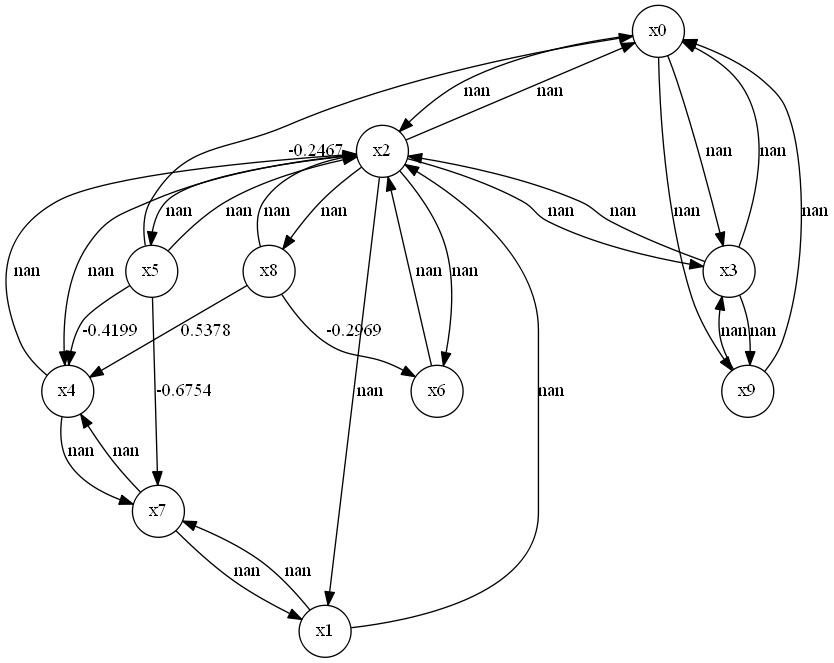 x0
nan nan
-0.2467 x2 nan nan
nan nan nan nan nan nan
nan nan x5 x8 nan nan x3 nan
-0.4199 0.5378 -0.2969 nan nan
x4 -0.6754 nan x6 nan x9
nan nan
x7
nan nan
x1